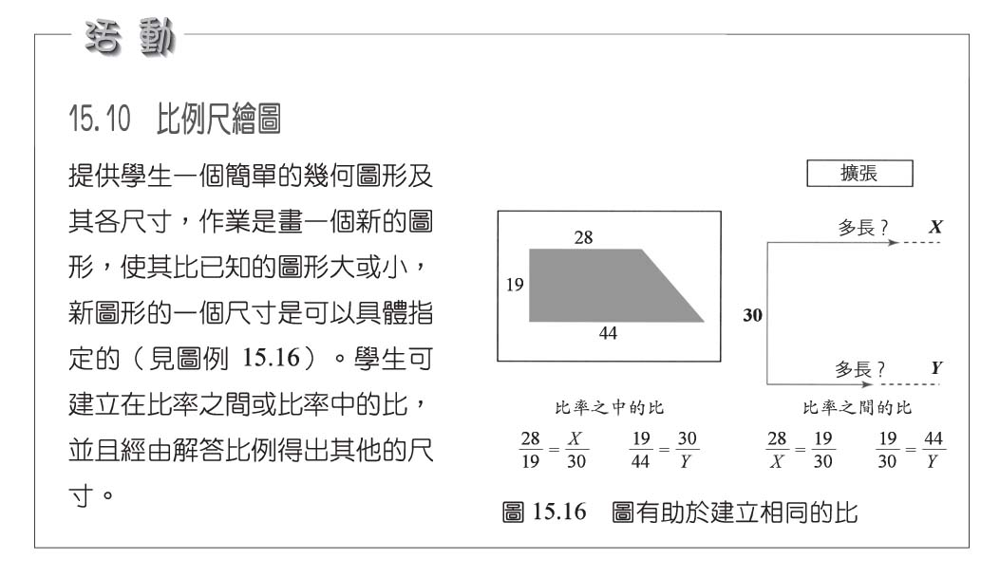 活動
15.10 比例尺繪圖
提供學生一個簡單的幾何圖形及
其各尺寸，作業是畫一個新的圖
形，使其比已知的圖形大或小，
新圖形的一個尺寸是可以具體指
定的（見圖例 15.16）。學生可
建立在比率之間或比率中的比，
並且經由解答比例得出其他的尺
寸。
擴張
28
19
44
多長？ X
30
多長？ Y
比率之中的比
28/19 = X/30 19/44 = 30/Y
比率之間的比
28/X = 19/30 19/30 = 44/Y
圖 15.16 圖有助於建立相同的比